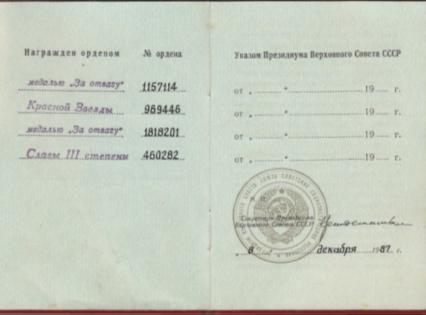 Награжден орденом № ордена
медалью „За отвагу" 1157114
Красной Звезды 989446
медалью „За отвагу" 1818201
Славы III степени 460282
Указом Президиума Верховного Совета СССР
от „ " 19 г.
от „ " 19 г.
от „ " 19 г.
от „ " 19 г.
Секретарь Президиума
Верховного Совета СССР
„ 6 " декабря 1987 г.